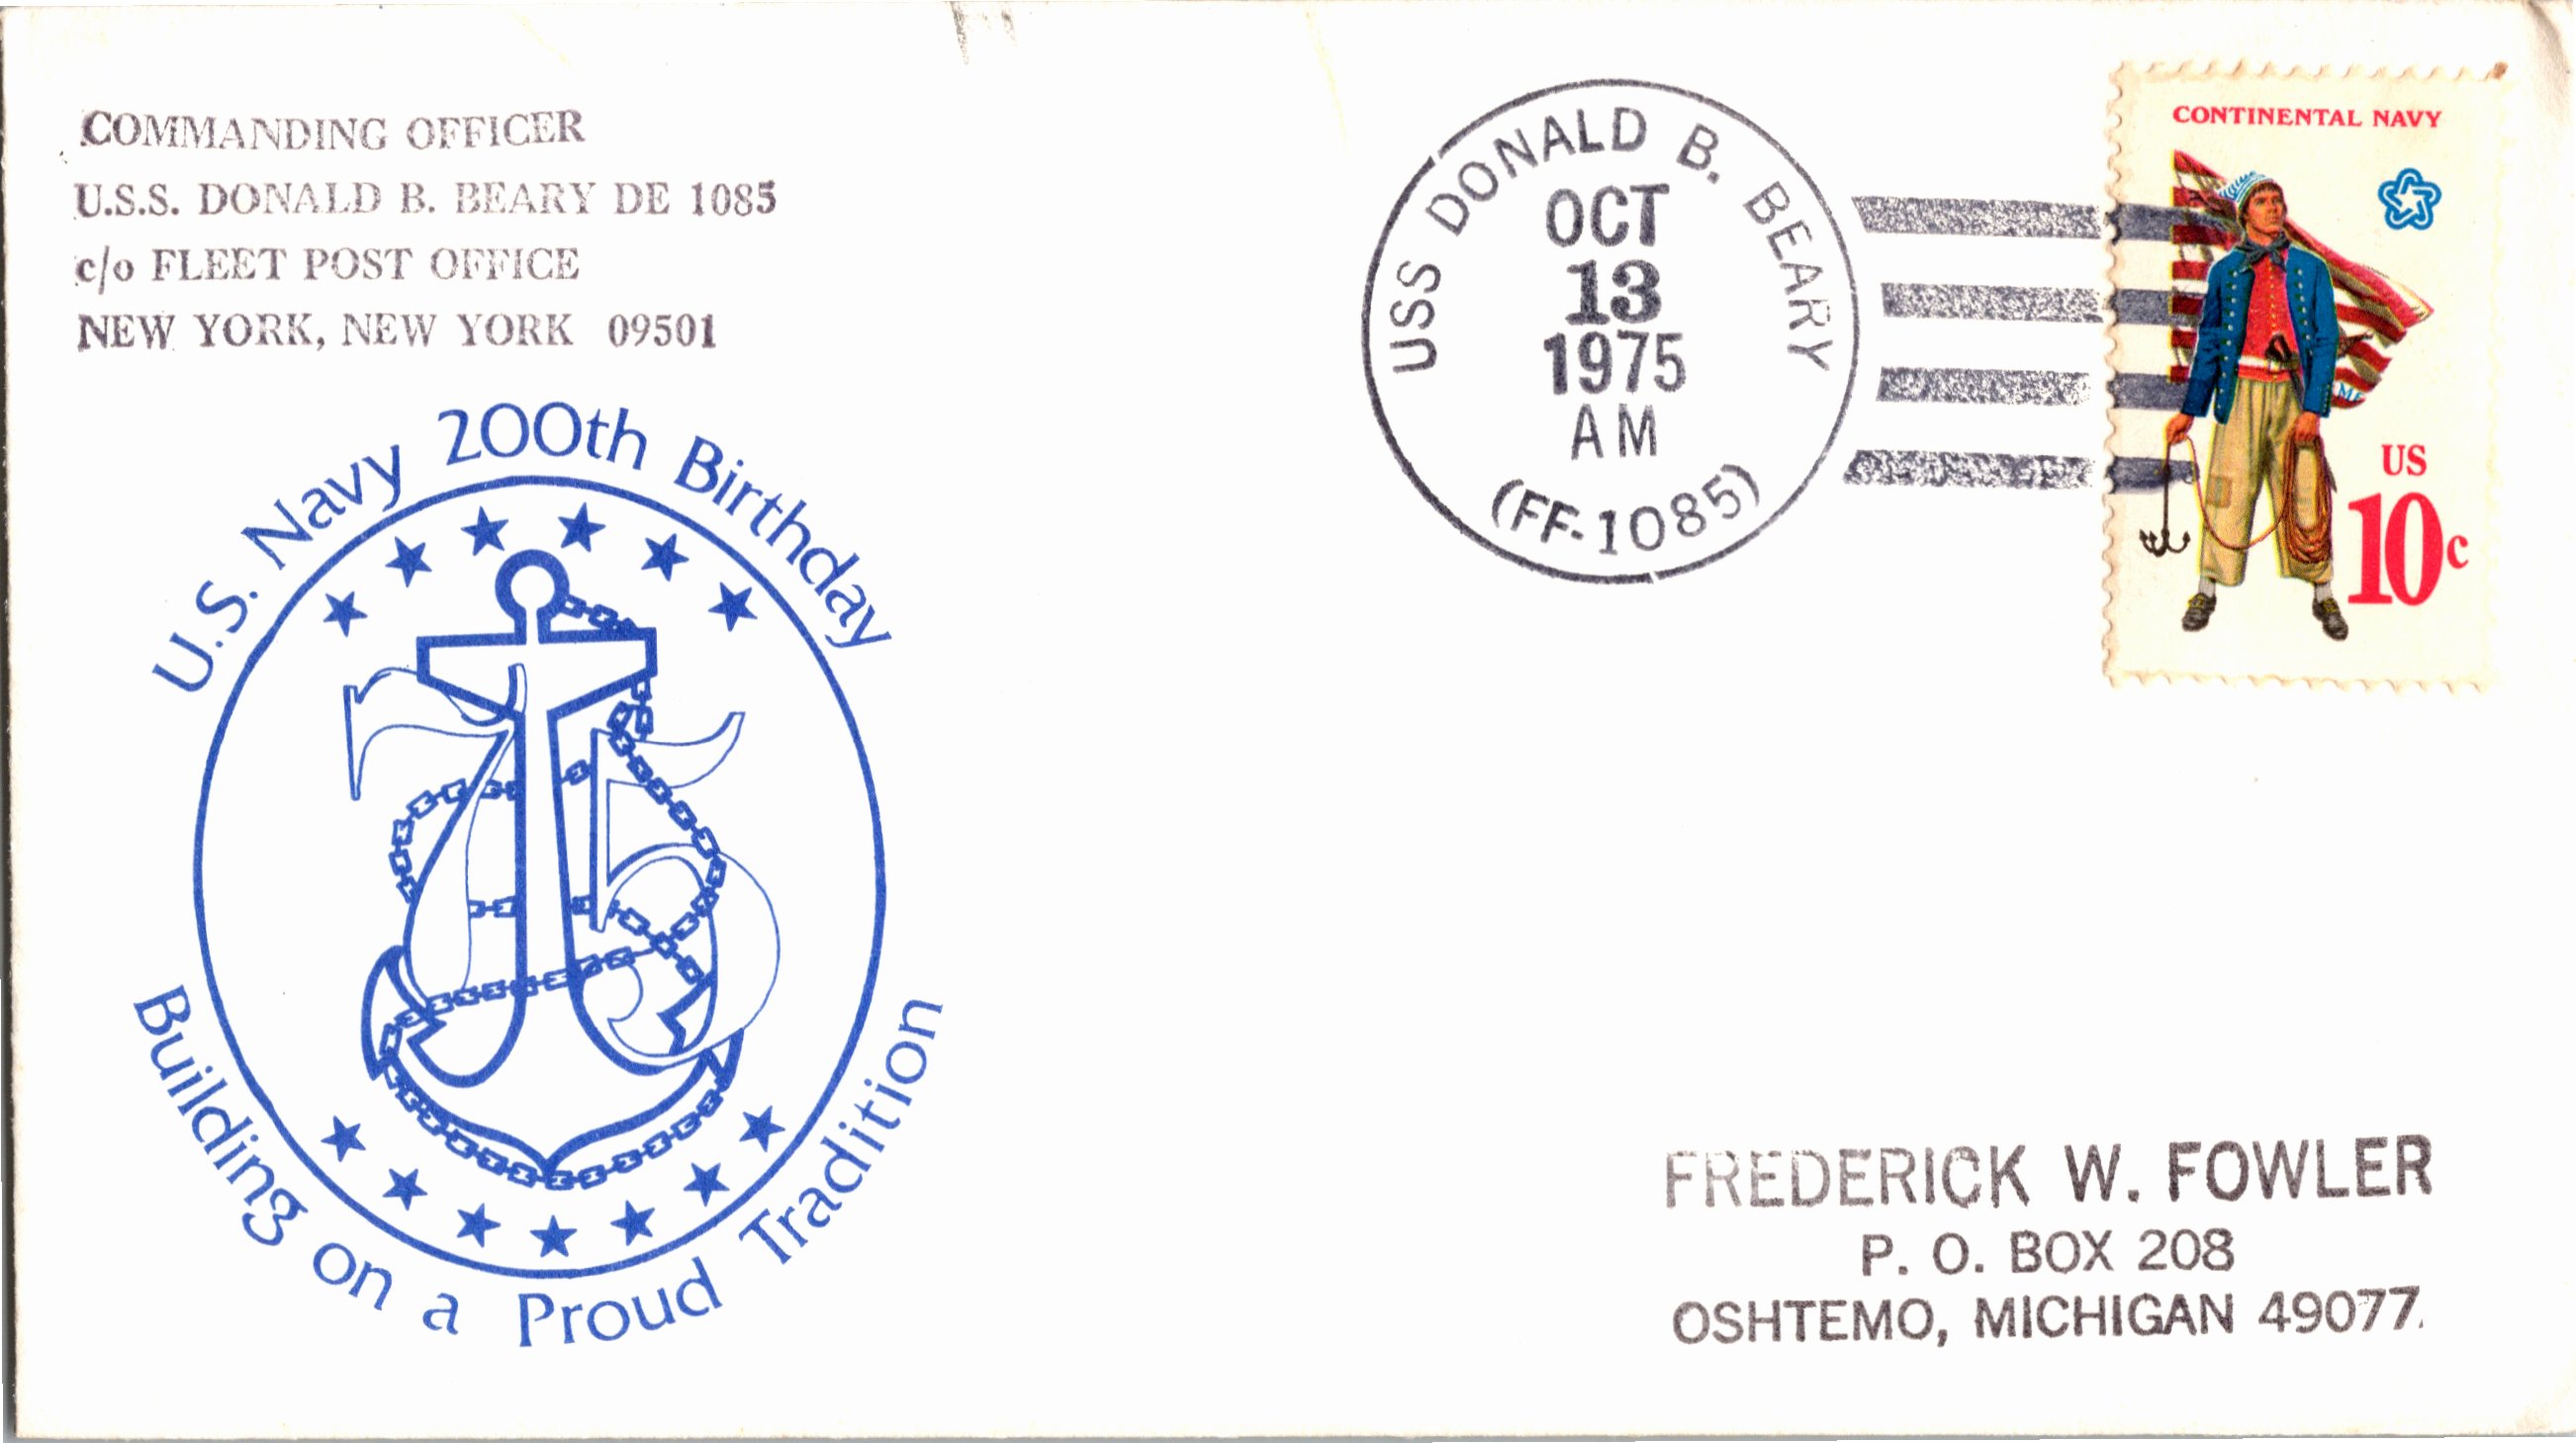 COMMANDING OFFICER
U.S.S. DONALD B. BEARY DE 1085
c/o FLEET POST OFFICE
NEW YORK, NEW YORK 09501
USS DONALD B. BEARY
OCT
13
1975
AM
(FF-1085)
CONTINENTAL NAVY
US
10c
U.S. Navy 200th Birthday
75
Building on a Proud Tradition
FREDERICK W. FOWLER
P. O. BOX 208
OSHTEMO, MICHIGAN 49077.